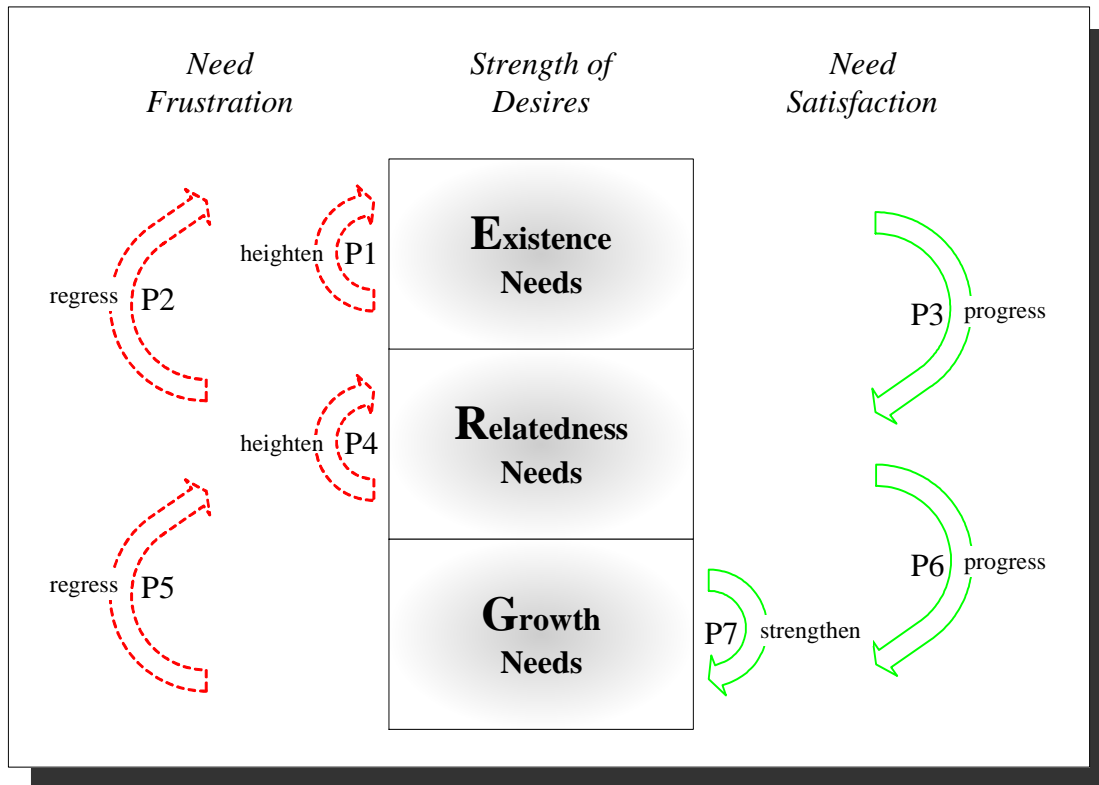 Need
Frustration
Strength of
Desires
Need
Satisfaction
heighten
P1
Existence
Needs
regress
P2
P3
progress
heighten
P4
Relatedness
Needs
regress
P5
P6
progress
Growth
Needs
P7
strengthen